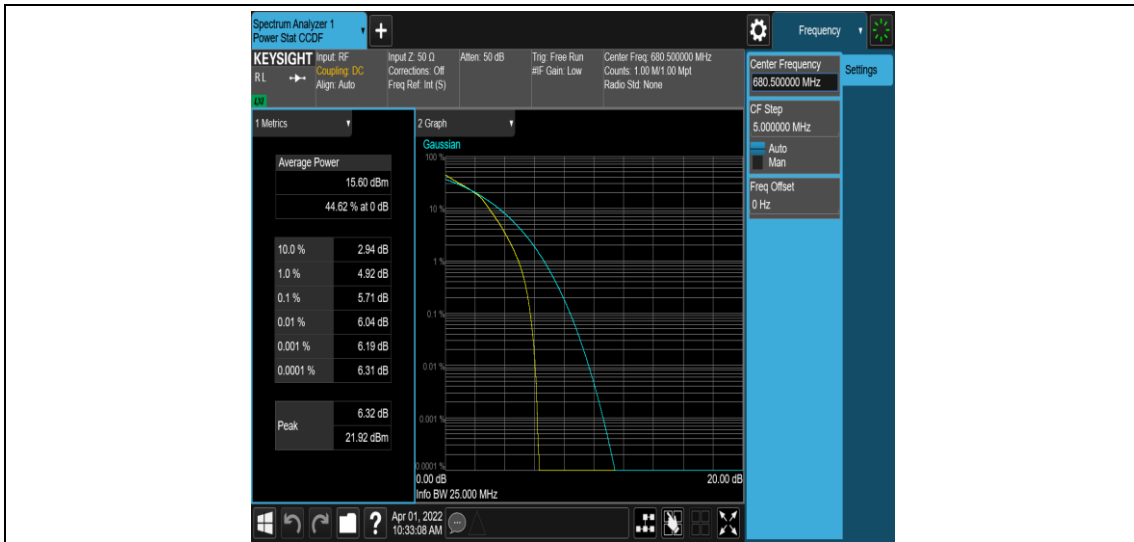 Spectrum Analyzer 1
Power Stat CCDF
+
Frequency
KEYSIGHT
RL
LXI
Input: RF
Coupling: DC
Align: Auto
Input Z: 50 Ω
Corrections: Off
Freq Ref: Int (S)
Atten: 50 dB
Trig: Free Run
#IF Gain: Low
Center Freq: 680.500000 MHz
Counts: 1.00 M/1.00 Mpt
Radio Std: None
Center Frequency
680.500000 MHz
Settings
CF Step
5.000000 MHz
Auto
Man
Freq Offset
0 Hz
1 Metrics
Average Power
15.60 dBm
44.62 % at 0 dB
10.0 % 2.94 dB
1.0 % 4.92 dB
0.1 % 5.71 dB
0.01 % 6.04 dB
0.001 % 6.19 dB
0.0001 % 6.31 dB
Peak
6.32 dB
21.92 dBm
2 Graph
Gaussian
100 %
10 %
1 %
0.1 %
0.01 %
0.001 %
0.0001 %
0.00 dB 20.00 dB
Info BW 25.000 MHz
?
Apr 01, 2022
10:33:08 AM